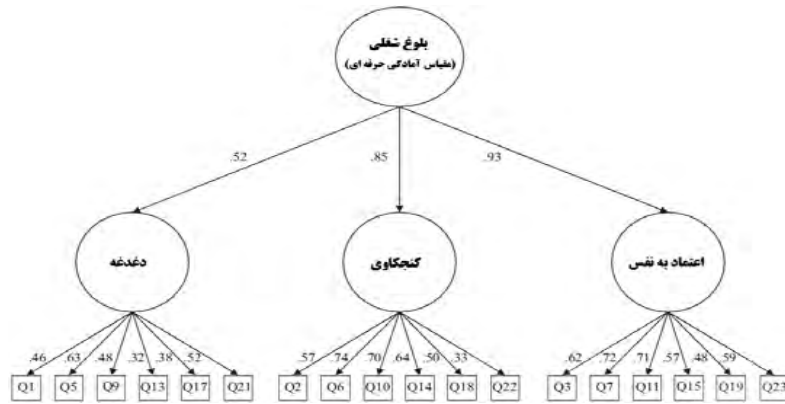 بلوغ شغلی
(مقیاس آمادگی حرفه ای)
.52 .85 .93
دغدغه کنجکاوی اعتماد به نفس
.46 .63 .48 .32 .38 .52 .57 .74 .70 .64 .50 .33 .62 .72 .71 .57 .48 .59
Q1 Q5 Q9 Q13 Q17 Q21 Q2 Q6 Q10 Q14 Q18 Q22 Q3 Q7 Q11 Q15 Q19 Q23